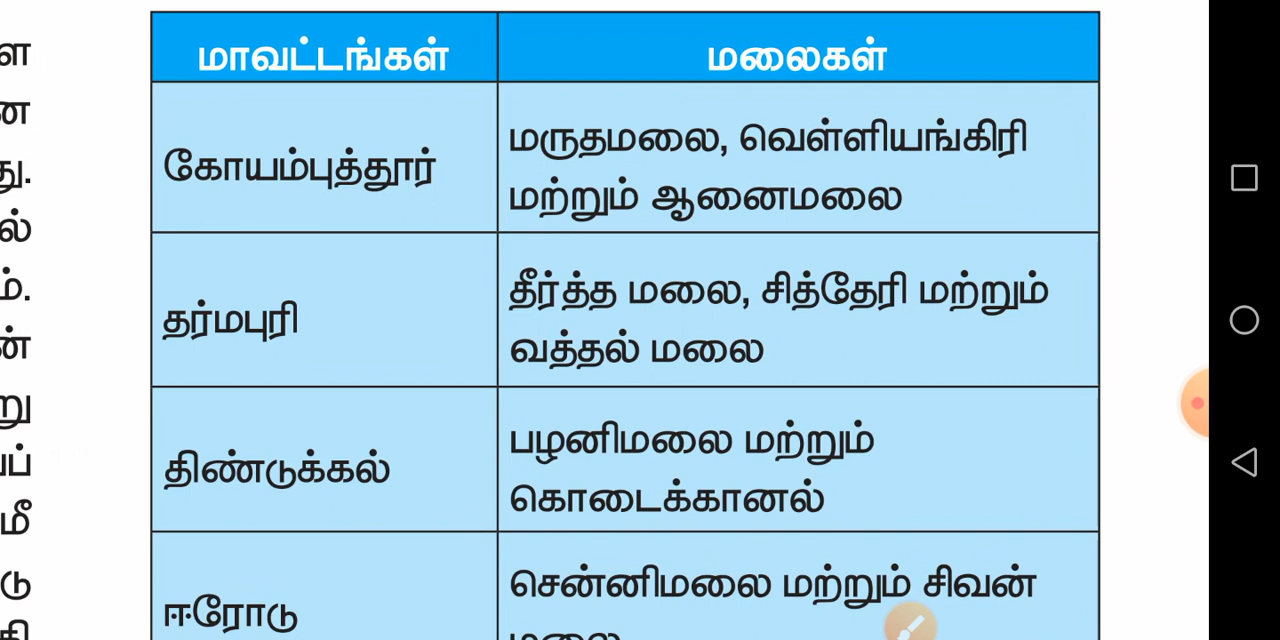 மாவட்டங்கள் மலைகள்
கோயம்புத்தூர்
மருதமலை, வெள்ளியங்கிரி
மற்றும் ஆனைமலை
தர்மபுரி
தீர்த்த மலை, சித்தேரி மற்றும்
வத்தல் மலை
திண்டுக்கல்
பழனிமலை மற்றும்
கொடைக்கானல்
ஈரோடு
சென்னிமலை மற்றும் சிவன்
மலை